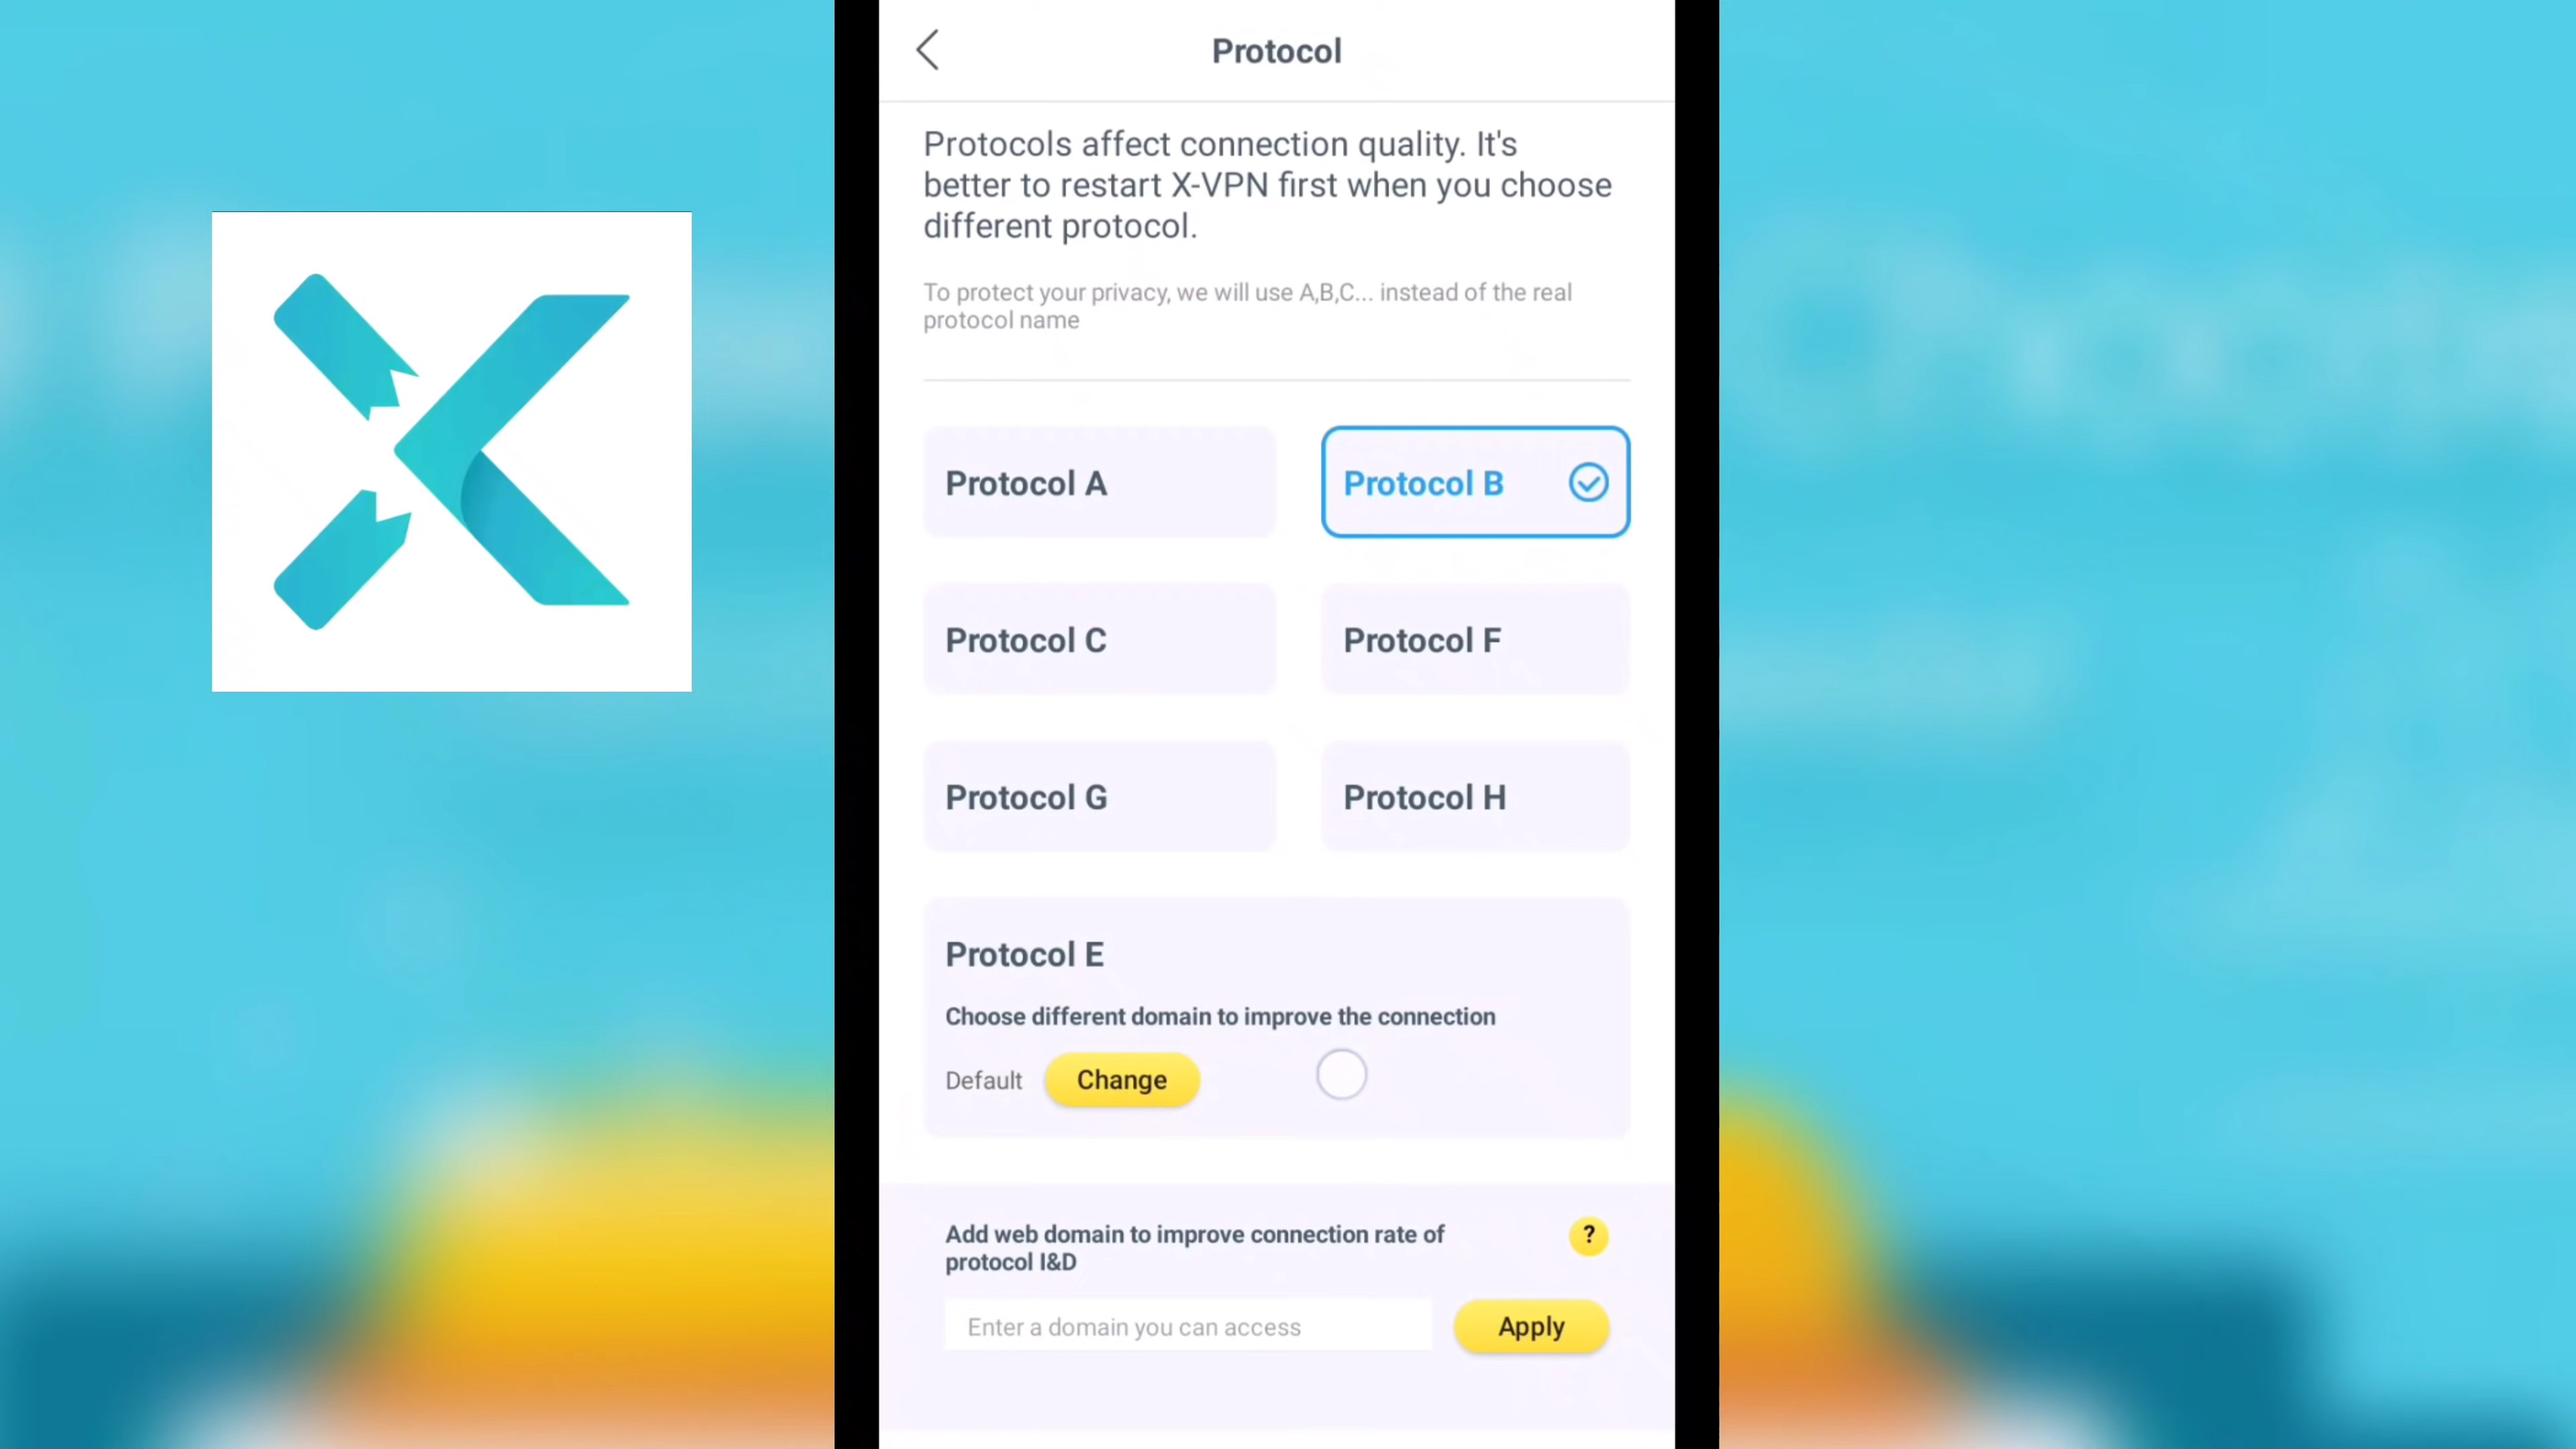 Protocol
Protocols affect connection quality. It's
better to restart X-VPN first when you choose
different protocol.
To protect your privacy, we will use A,B,C... instead of the real
protocol name
Protocol A
Protocol B
Protocol C
Protocol F
Protocol G
Protocol H
Protocol E
Choose different domain to improve the connection
Default
Change
Add web domain to improve connection rate of
protocol I&D
?
Enter a domain you can access
Apply